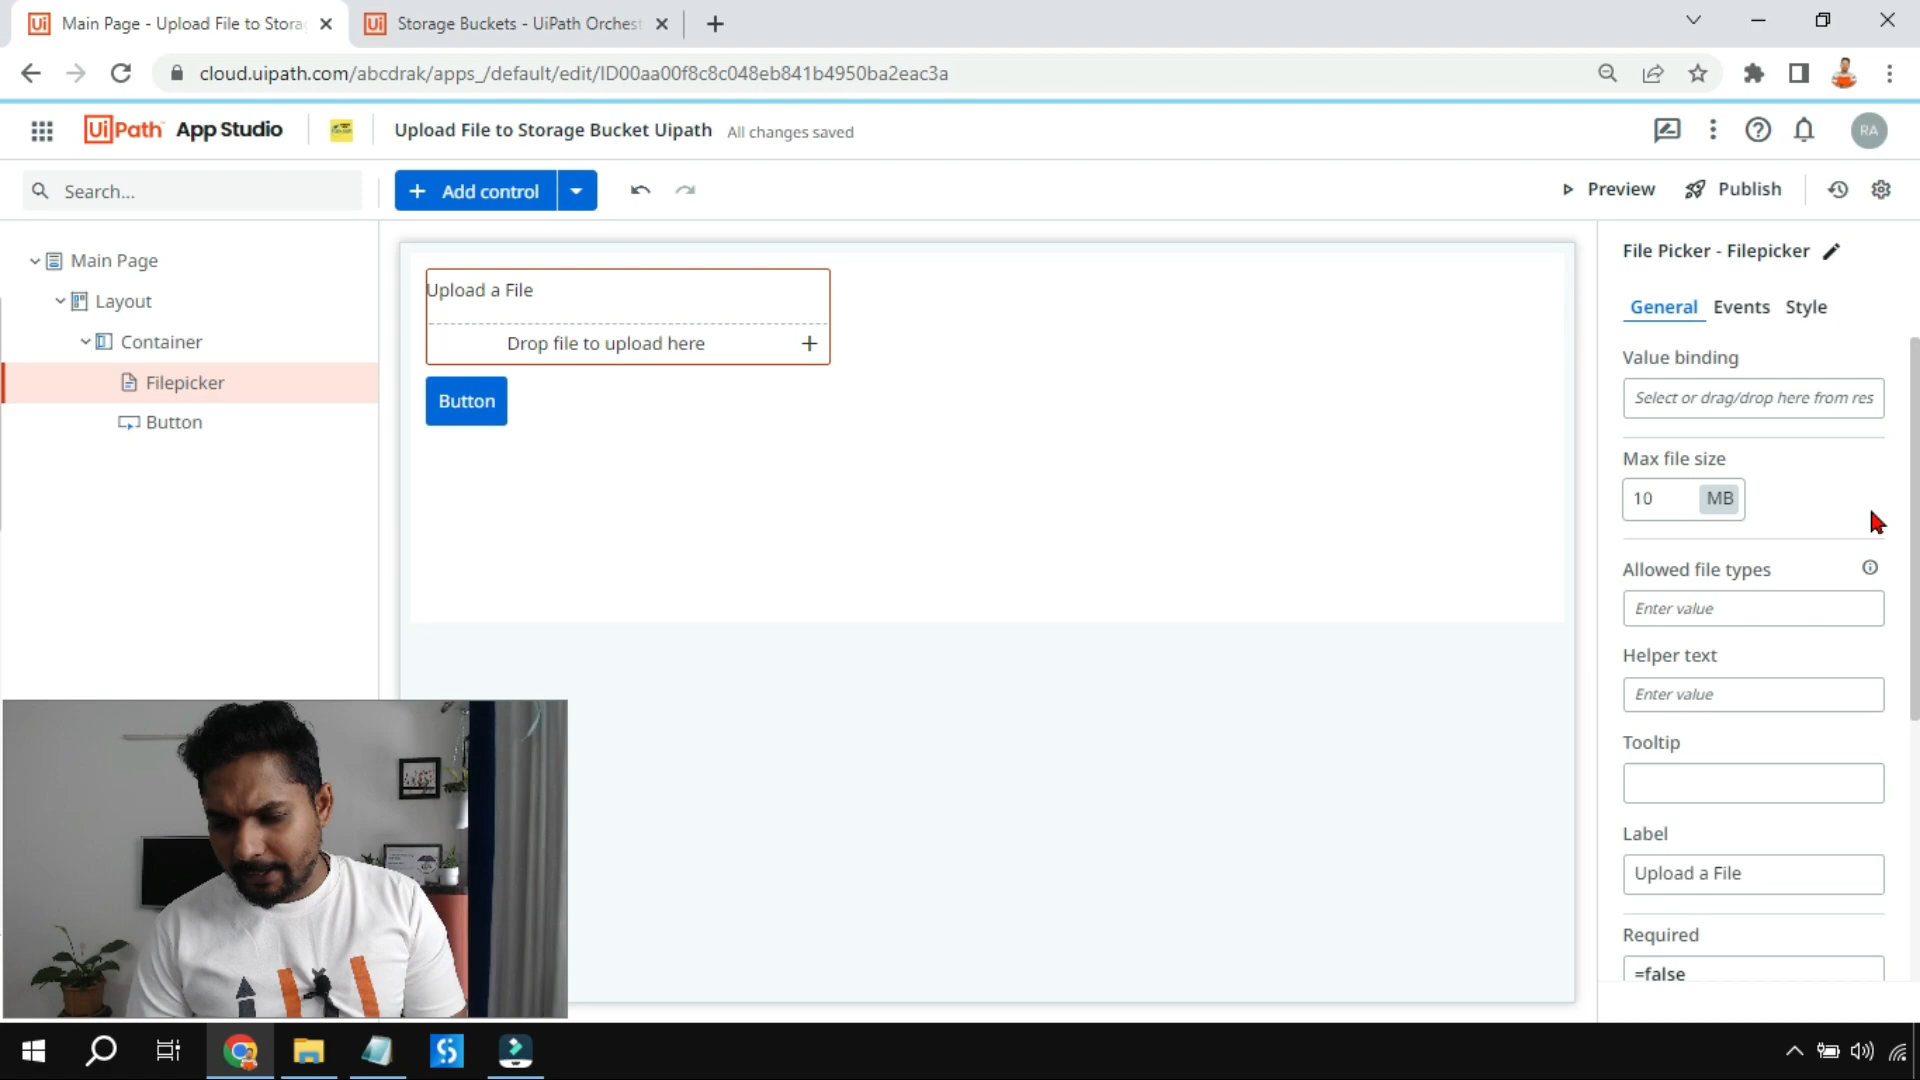 Main Page - Upload File to Stora
Storage Buckets - UiPath Orchest
cloud.uipath.com/abcdrak/apps_/default/edit/ID00aa00f8c8c048eb841b4950ba2eac3a
UiPath App Studio
Upload File to Storage Bucket Uipath
All changes saved
RA
Search...
Add control
Preview
Publish
Main Page
Layout
Container
Filepicker
Button
Upload a File
Drop file to upload here
Button
File Picker - Filepicker
General
Events
Style
Value binding
Select or drag/drop here from res
Max file size
10
MB
Allowed file types
Enter value
Helper text
Enter value
Tooltip
Label
Upload a File
Required
=false